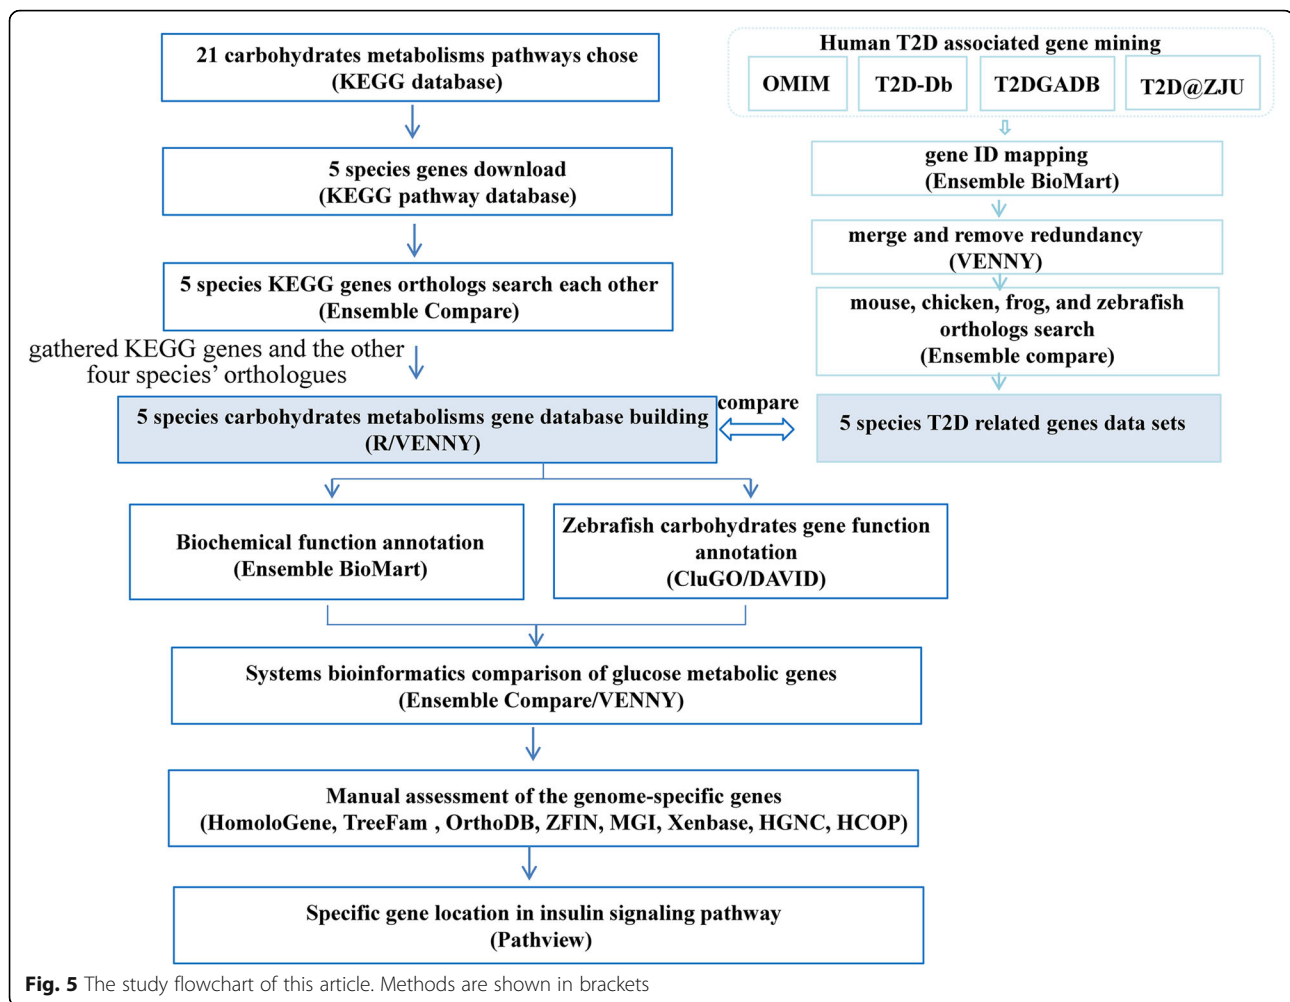 21 carbohydrates metabolisms pathways chose
(KEGG database)
5 species genes download
(KEGG pathway database)
5 species KEGG genes orthologs search each other
(Ensemble Compare)
gathered KEGG genes and the other
four species' orthologues
5 species carbohydrates metabolisms gene database building
(R/VENNY)
compare
Human T2D associated gene mining
OMIM
T2D-Db
T2DGADB
T2D@ZJU
gene ID mapping
(Ensemble BioMart)
merge and remove redundancy
(VENNY)
mouse, chicken, frog, and zebrafish
orthologs search
(Ensemble compare)
5 species T2D related genes data sets
Biochemical function annotation
(Ensemble BioMart)
Zebrafish carbohydrates gene function
annotation
(CluGO/DAVID)
Systems bioinformatics comparison of glucose metabolic genes
(Ensemble Compare/VENNY)
Manual assessment of the genome-specific genes
(HomoloGene, TreeFam , OrthoDB, ZFIN, MGI, Xenbase, HGNC, HCOP)
Specific gene location in insulin signaling pathway
(Pathview)
Fig. 5 The study flowchart of this article. Methods are shown in brackets